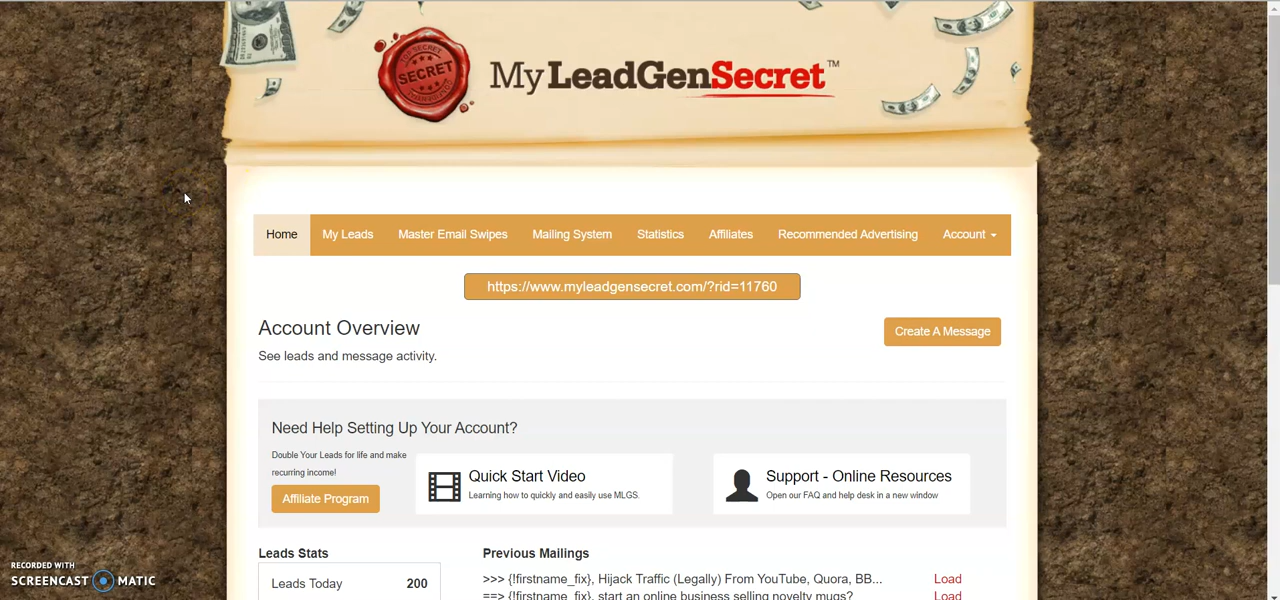 TOP SECRET
SECRET
MyLeadGenSecret™
Home
My Leads
Master Email Swipes
Mailing System
Statistics
Affiliates
Recommended Advertising
Account
https://www.myleadgensecret.com/?rid=11760
Account Overview
Create A Message
See leads and message activity.
Need Help Setting Up Your Account?
Double Your Leads for life and make
recurring income!
Affiliate Program
Quick Start Video
Learning how to quickly and easily use MLGS.
Support - Online Resources
Open our FAQ and help desk in a new window
Leads Stats
Leads Today 200
Previous Mailings
>>> {!firstname_fix}, Hijack Traffic (Legally) From YouTube, Quora, BB... Load
==> {!firstname_fix}, start an online business selling novelty mugs? Load
RECORDED WITH
SCREENCAST MATIC